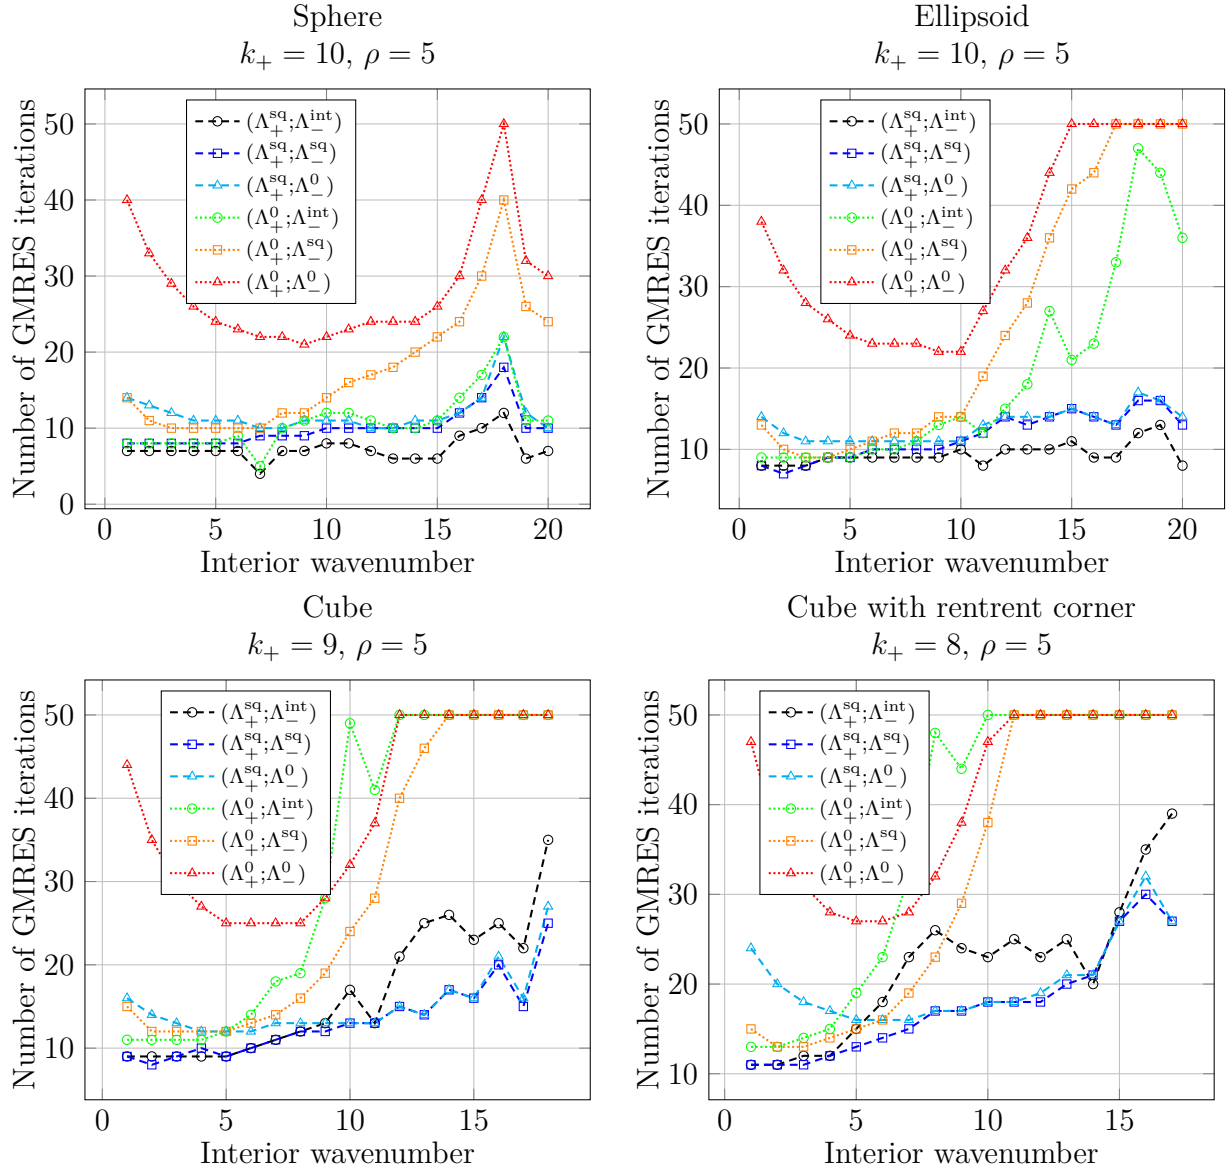 Sphere
k₊ = 10, ρ = 5
Number of GMRES iterations
50
40
30
20
10
0
(Λ₊^sq;Λ₋^int)
(Λ₊^sq;Λ₋^sq)
(Λ₊^sq;Λ₋^0)
(Λ₊^0;Λ₋^int)
(Λ₊^0;Λ₋^sq)
(Λ₊^0;Λ₋^0)
0 5 10 15 20
Interior wavenumber
Ellipsoid
k₊ = 10, ρ = 5
Number of GMRES iterations
50
40
30
20
10
(Λ₊^sq;Λ₋^int)
(Λ₊^sq;Λ₋^sq)
(Λ₊^sq;Λ₋^0)
(Λ₊^0;Λ₋^int)
(Λ₊^0;Λ₋^sq)
(Λ₊^0;Λ₋^0)
0 5 10 15 20
Interior wavenumber
Cube
k₊ = 9, ρ = 5
Number of GMRES iterations
50
40
30
20
10
(Λ₊^sq;Λ₋^int)
(Λ₊^sq;Λ₋^sq)
(Λ₊^sq;Λ₋^0)
(Λ₊^0;Λ₋^int)
(Λ₊^0;Λ₋^sq)
(Λ₊^0;Λ₋^0)
0 5 10 15
Interior wavenumber
Cube with rentrent corner
k₊ = 8, ρ = 5
Number of GMRES iterations
50
40
30
20
10
(Λ₊^sq;Λ₋^int)
(Λ₊^sq;Λ₋^sq)
(Λ₊^sq;Λ₋^0)
(Λ₊^0;Λ₋^int)
(Λ₊^0;Λ₋^sq)
(Λ₊^0;Λ₋^0)
0 5 10 15
Interior wavenumber